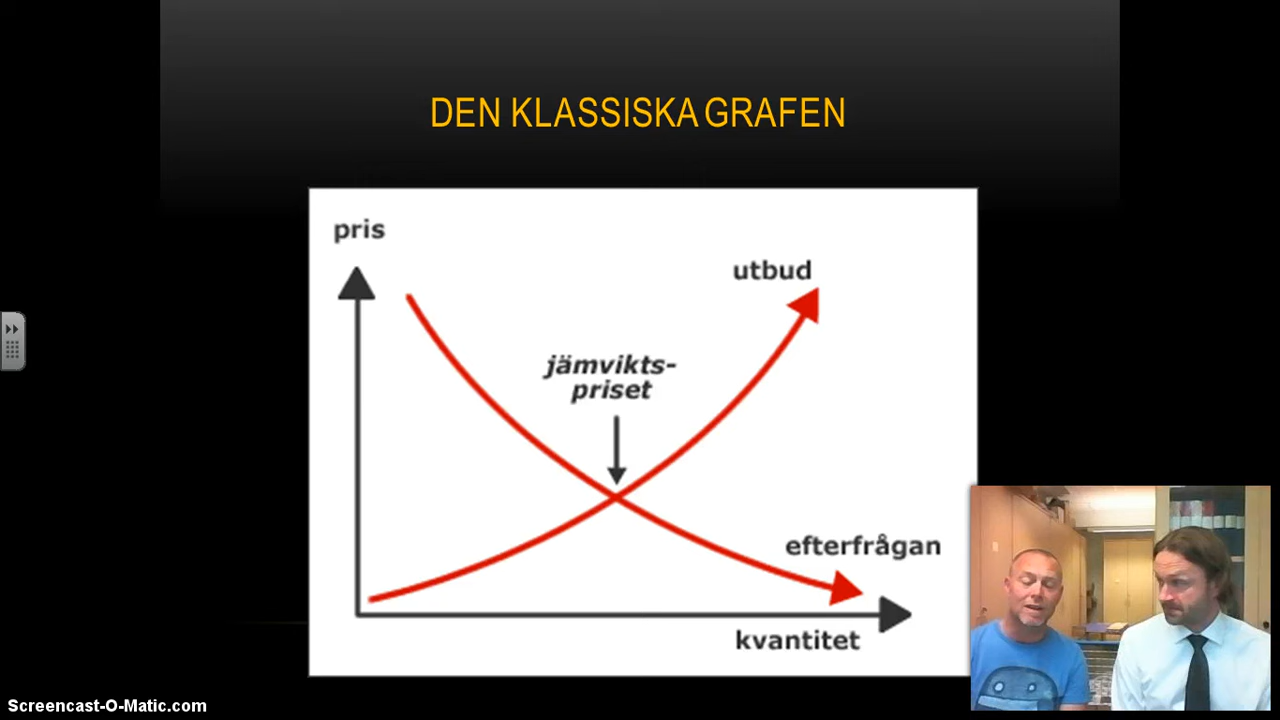 DEN KLASSISKA GRAFEN
pris
utbud
jämvikts-
priset
efterfrågan
kvantitet
Screencast-O-Matic.com